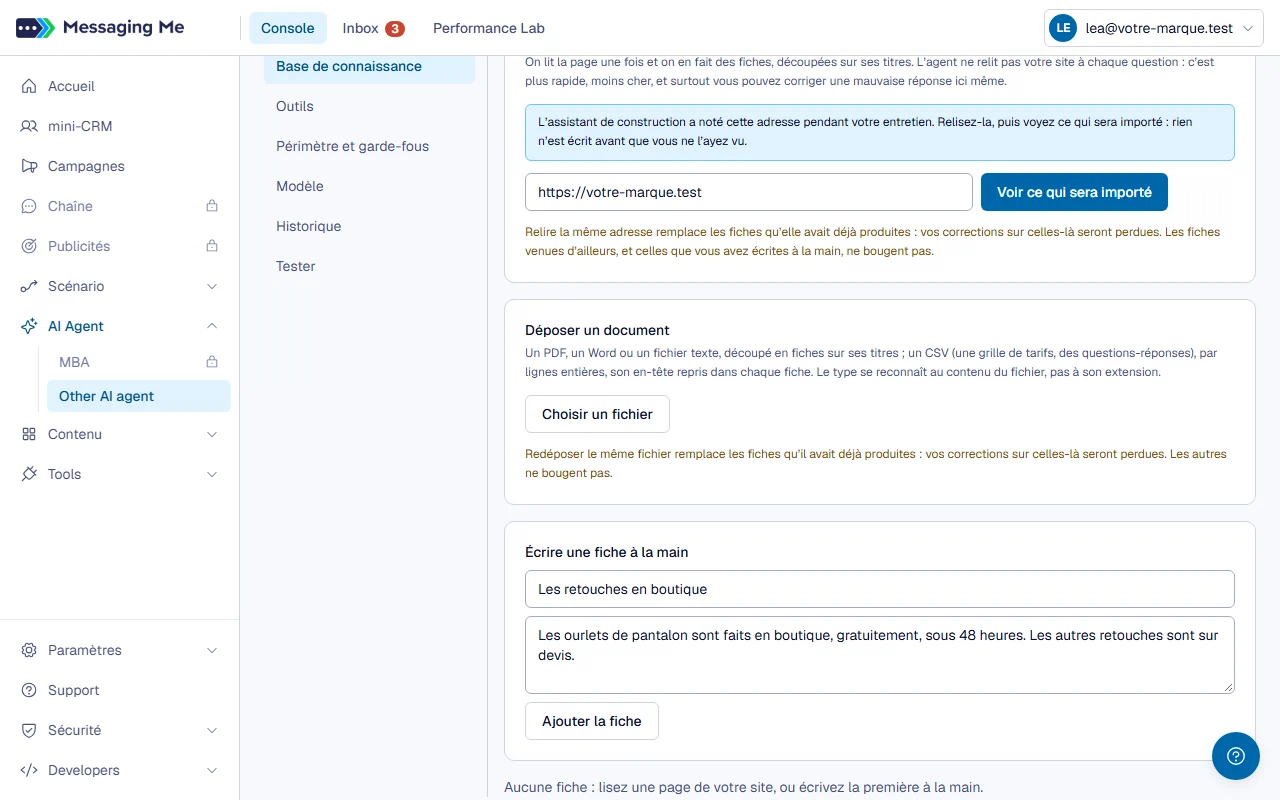 Messaging Me
Console
Inbox 3
Performance Lab
LE lea@votre-marque.test
Accueil
mini-CRM
Campagnes
Chaîne
Publicités
Scénario
AI Agent
MBA
Other AI agent
Contenu
Tools
Paramètres
Support
Sécurité
Developers
Base de connaissance
Outils
Périmètre et garde-fous
Modèle
Historique
Tester
On lit la page une fois et on en fait des fiches, découpées sur ses titres. L’agent ne relit pas votre site à chaque question : c’est
plus rapide, moins cher, et surtout vous pouvez corriger une mauvaise réponse ici même.
L’assistant de construction a noté cette adresse pendant votre entretien. Relisez-la, puis voyez ce qui sera importé : rien
n’est écrit avant que vous ne l’ayez vu.
https://votre-marque.test
Voir ce qui sera importé
Relire la même adresse remplace les fiches qu’elle avait déjà produites : vos corrections sur celles-là seront perdues. Les fiches
venues d’ailleurs, et celles que vous avez écrites à la main, ne bougent pas.
Déposer un document
Un PDF, un Word ou un fichier texte, découpé en fiches sur ses titres ; un CSV (une grille de tarifs, des questions-réponses), par
lignes entières, son en-tête repris dans chaque fiche. Le type se reconnaît au contenu du fichier, pas à son extension.
Choisir un fichier
Redéposer le même fichier remplace les fiches qu’il avait déjà produites : vos corrections sur celles-là seront perdues. Les autres
ne bougent pas.
Écrire une fiche à la main
Les retouches en boutique
Les ourlets de pantalon sont faits en boutique, gratuitement, sous 48 heures. Les autres retouches sont sur
devis.
Ajouter la fiche
Aucune fiche : lisez une page de votre site, ou écrivez la première à la main.